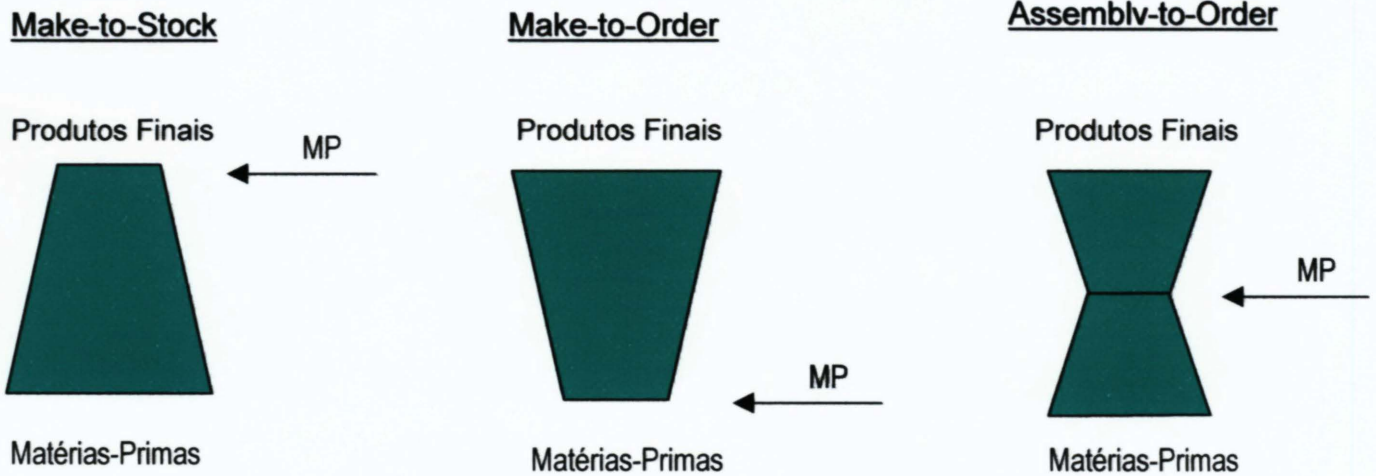 Make-to-Stock
Produtos Finais
MP
Matérias-Primas
Make-to-Order
Produtos Finais
MP
Matérias-Primas
Assembly-to-Order
Produtos Finais
MP
Matérias-Primas